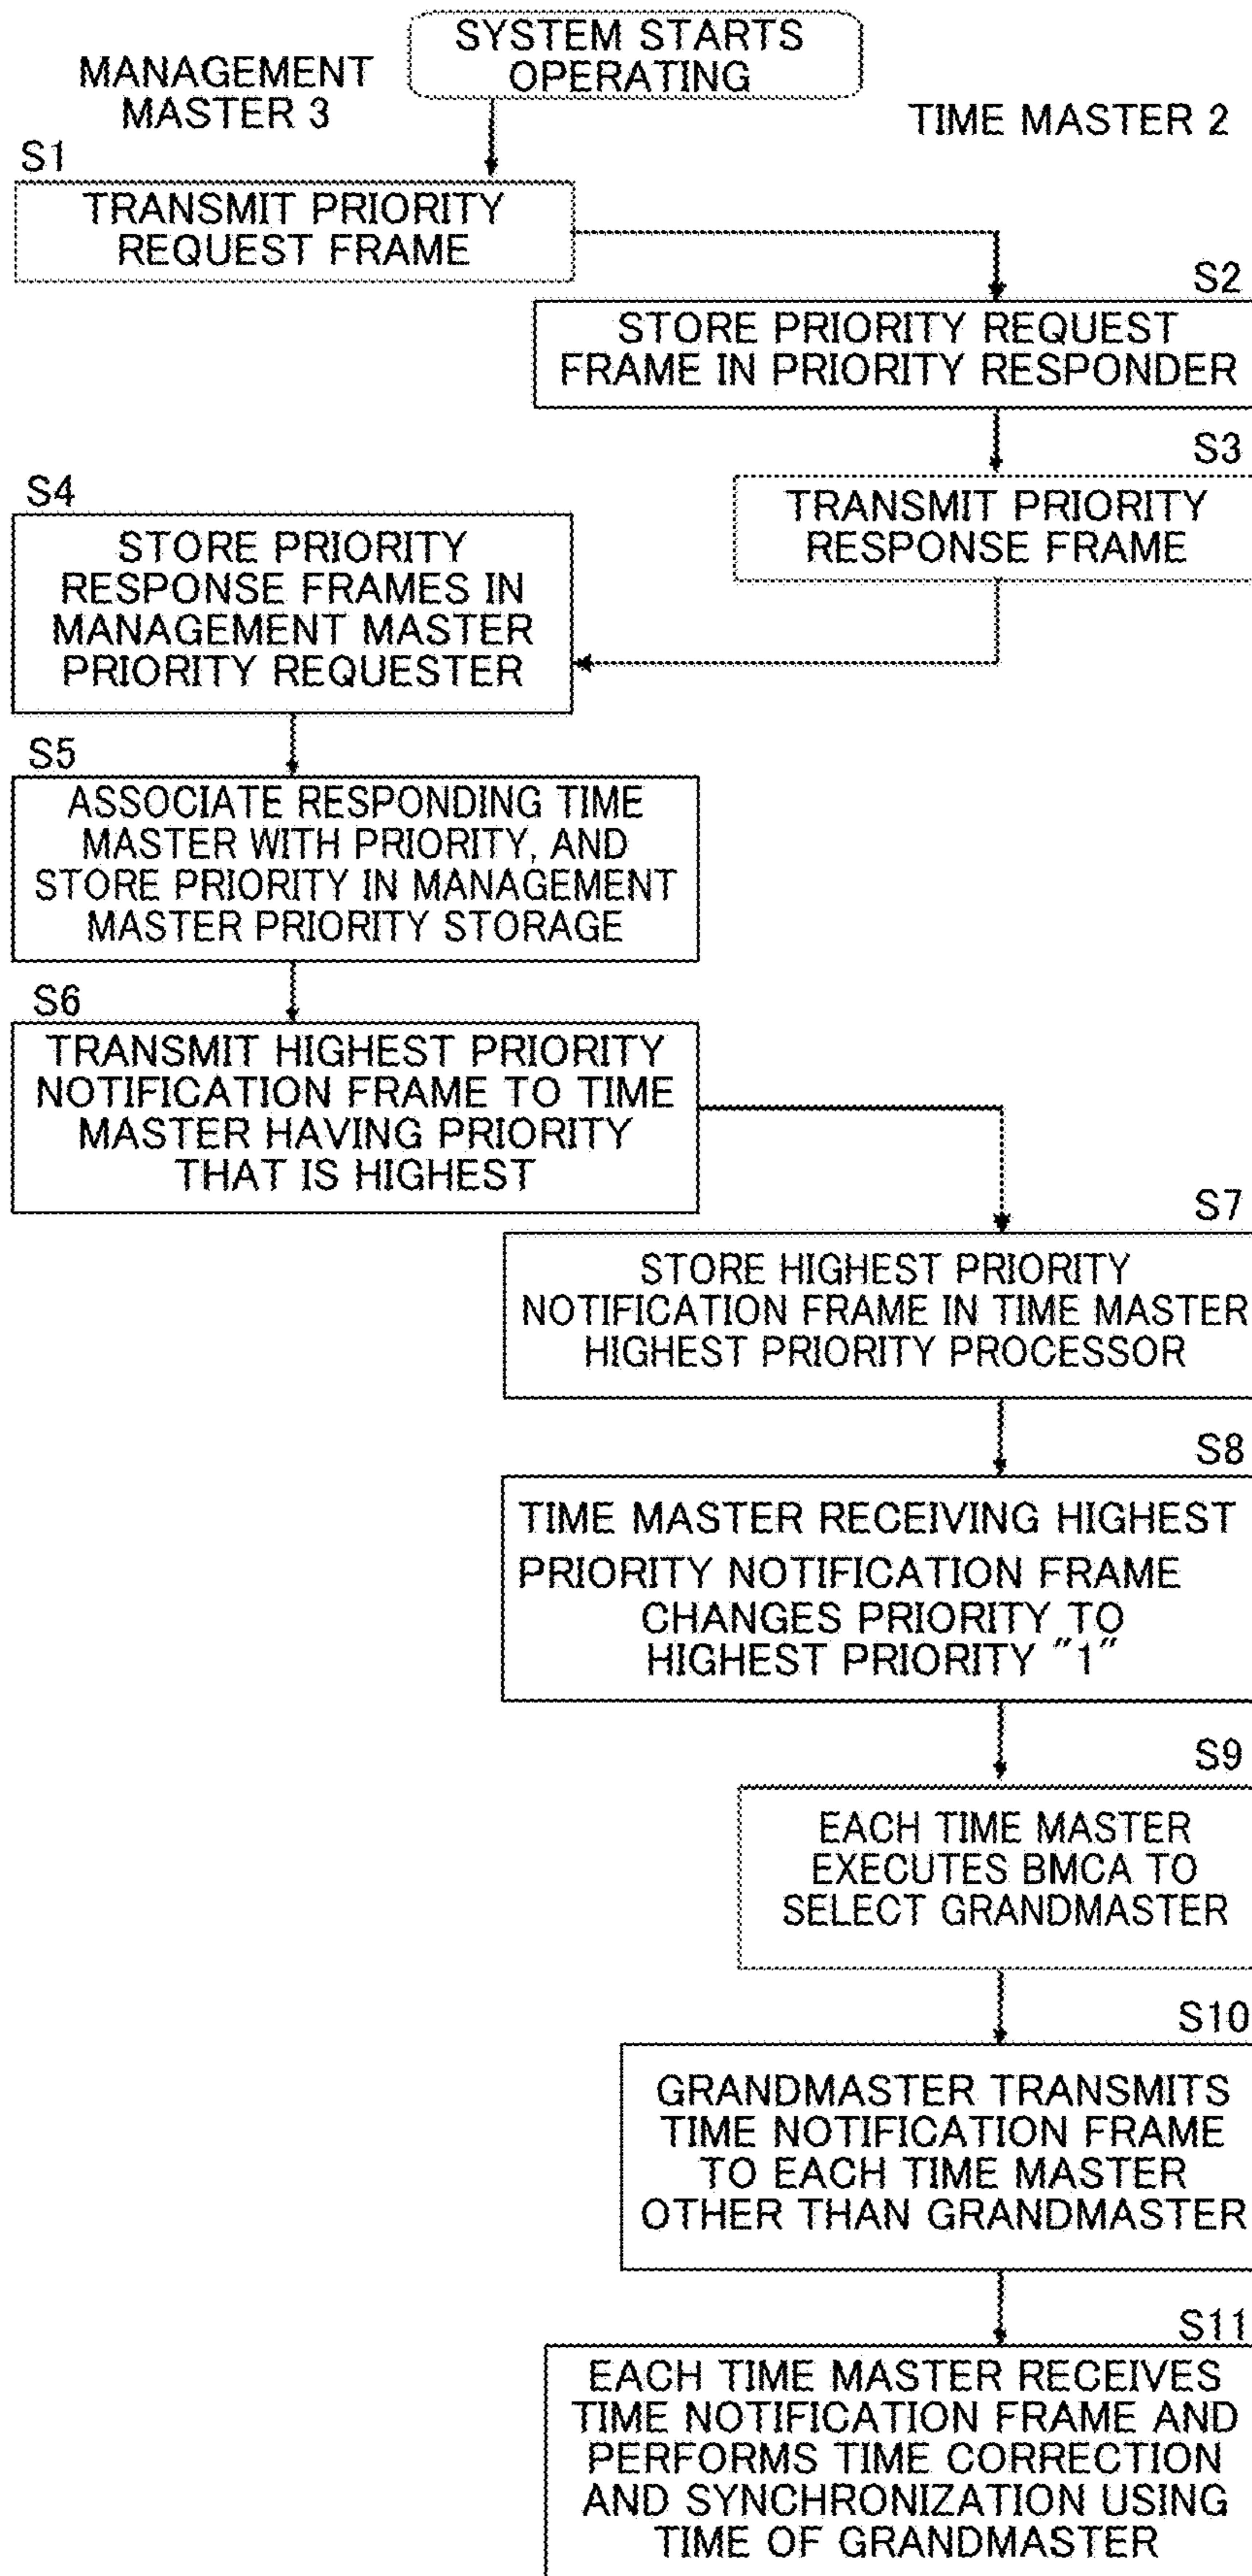 SYSTEM STARTS
OPERATING
MANAGEMENT
MASTER 3
TIME MASTER 2
S1
TRANSMIT PRIORITY
REQUEST FRAME
S2
STORE PRIORITY REQUEST
FRAME IN PRIORITY RESPONDER
S3
TRANSMIT PRIORITY
RESPONSE FRAME
S4
STORE PRIORITY
RESPONSE FRAMES IN
MANAGEMENT MASTER
PRIORITY REQUESTER
S5
ASSOCIATE RESPONDING TIME
MASTER WITH PRIORITY, AND
STORE PRIORITY IN MANAGEMENT
MASTER PRIORITY STORAGE
S6
TRANSMIT HIGHEST PRIORITY
NOTIFICATION FRAME TO TIME
MASTER HAVING PRIORITY
THAT IS HIGHEST
S7
STORE HIGHEST PRIORITY
NOTIFICATION FRAME IN TIME MASTER
HIGHEST PRIORITY PROCESSOR
S8
TIME MASTER RECEIVING HIGHEST
PRIORITY NOTIFICATION FRAME
CHANGES PRIORITY TO
HIGHEST PRIORITY "1"
S9
EACH TIME MASTER
EXECUTES BMCA TO
SELECT GRANDMASTER
S10
GRANDMASTER TRANSMITS
TIME NOTIFICATION FRAME
TO EACH TIME MASTER
OTHER THAN GRANDMASTER
S11
EACH TIME MASTER RECEIVES
TIME NOTIFICATION FRAME AND
PERFORMS TIME CORRECTION
AND SYNCHRONIZATION USING
TIME OF GRANDMASTER